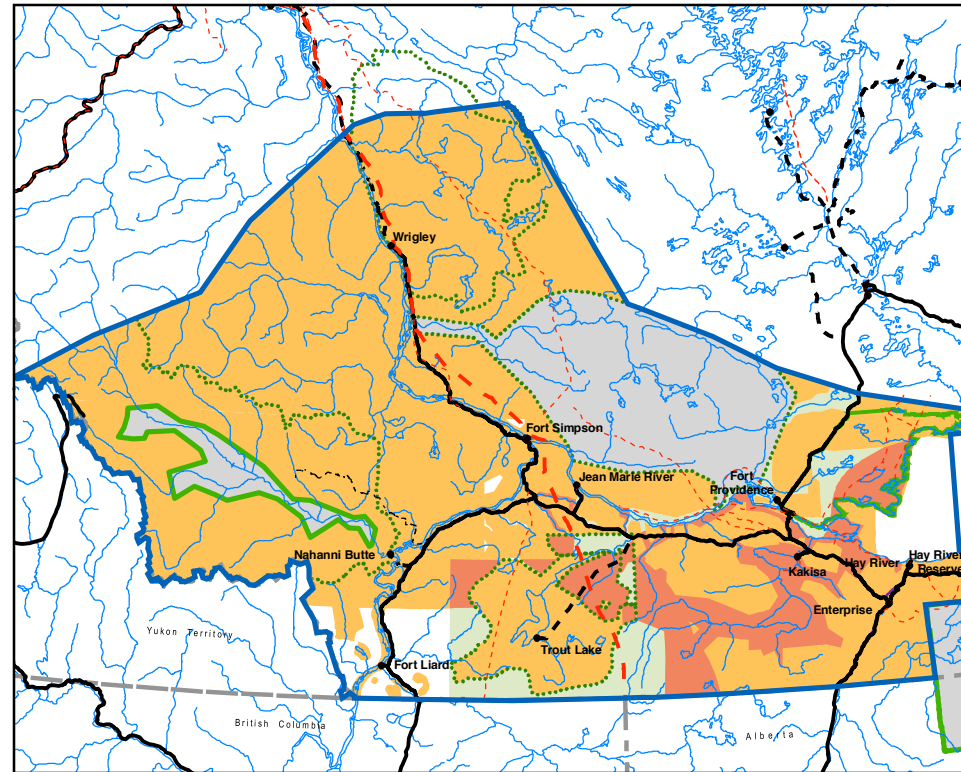 Wrigley
Fort Simpson
Jean Marie River
Fort
Providence
Nahanni Butte
Hay River
Hay River
Reserve
Kakisa
Enterprise
Yukon Territory
Trout Lake
Fort Liard
British Columbia
Alberta